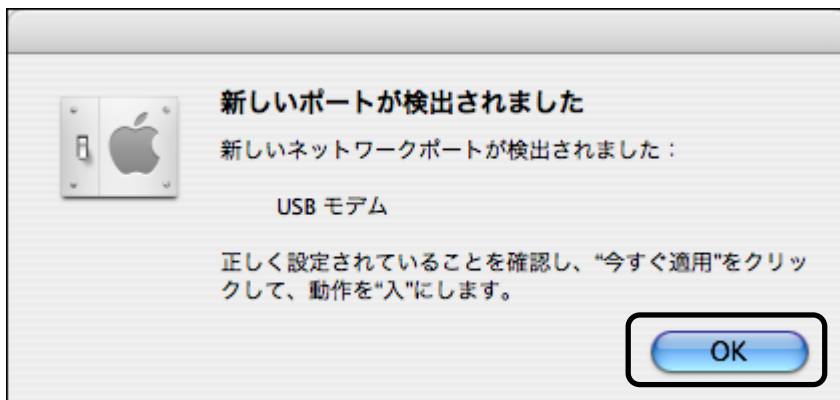 新しいポートが検出されました
新しいネットワークポートが検出されました：
USB モデム
正しく設定されていることを確認し、“今すぐ適用”をクリッ
クして、動作を“入”にします。
OK